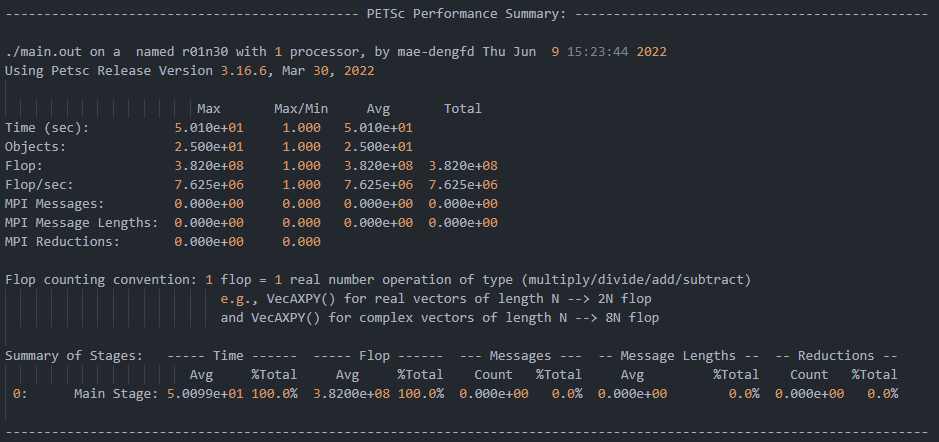 -------------------------------------------- PETSc Performance Summary: --------------------------------------------
./main.out on a  named r01n30 with 1 processor, by mae-dengfd Thu Jun  9 15:23:44 2022
Using Petsc Release Version 3.16.6, Mar 30, 2022
                         Max       Max/Min     Avg       Total
Time (sec):           5.010e+01     1.000   5.010e+01
Objects:              2.500e+01     1.000   2.500e+01
Flop:                 3.820e+08     1.000   3.820e+08  3.820e+08
Flop/sec:             7.625e+06     1.000   7.625e+06  7.625e+06
MPI Messages:         0.000e+00     0.000   0.000e+00  0.000e+00
MPI Message Lengths:  0.000e+00     0.000   0.000e+00  0.000e+00
MPI Reductions:       0.000e+00     0.000
Flop counting convention: 1 flop = 1 real number operation of type (multiply/divide/add/subtract)
                            e.g., VecAXPY() for real vectors of length N --> 2N flop
                            and VecAXPY() for complex vectors of length N --> 8N flop
Summary of Stages:   ----- Time ------  ----- Flop ------  --- Messages ---  -- Message Lengths --  -- Reductions --
                        Avg     %Total     Avg     %Total    Count   %Total     Avg         %Total    Count   %Total
 0:      Main Stage: 5.0099e+01 100.0%  3.8200e+08 100.0%  0.000e+00   0.0%  0.000e+00        0.0%  0.000e+00   0.0%
------------------------------------------------------------------------------------------------------------------------